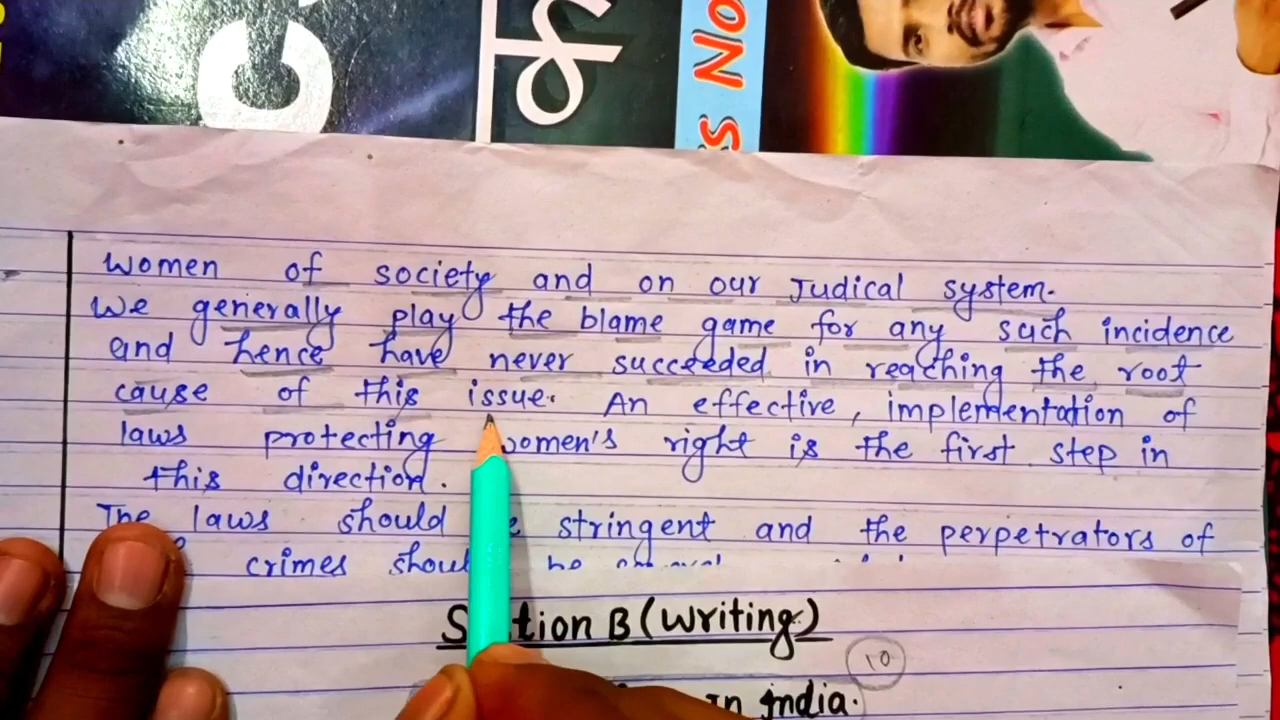 C
क
s No
women of society and on our Judical system.
We generally play the blame game for any such incidence
and hence have never succeeded in reaching the root
cause of this issue. An effective, implementation of
laws protecting women's right is the first step in
this direction.
The laws should stringent and the perpetrators of
crimes
Section B (Writing)
10
In India.